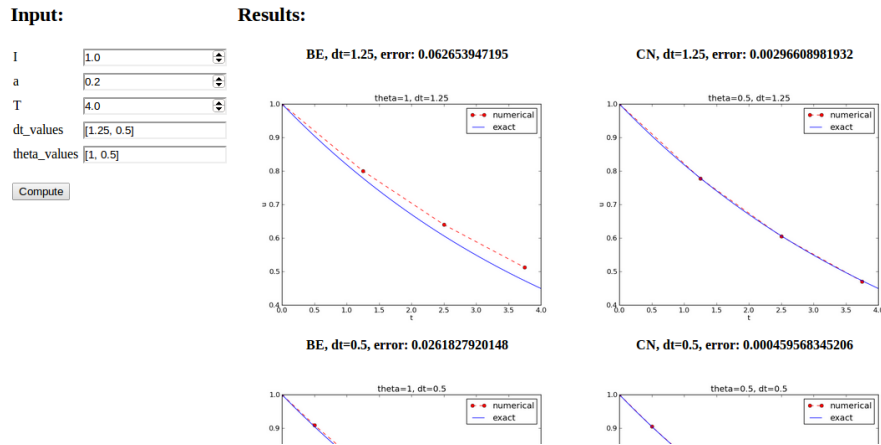 Input:
I 1.0
a 0.2
T 4.0
dt_values [1.25, 0.5]
theta_values [1, 0.5]
Compute
Results:
BE, dt=1.25, error: 0.062653947195
theta=1, dt=1.25
numerical
exact
1.0
0.9
0.8
0.7
0.6
0.5
0.4
u
0.0 0.5 1.0 1.5 2.0 2.5 3.0 3.5 4.0
t
CN, dt=1.25, error: 0.00296608981932
theta=0.5, dt=1.25
numerical
exact
1.0
0.9
0.8
0.7
0.6
0.5
0.4
u
0.0 0.5 1.0 1.5 2.0 2.5 3.0 3.5 4.0
t
BE, dt=0.5, error: 0.0261827920148
theta=1, dt=0.5
numerical
exact
1.0
0.9
CN, dt=0.5, error: 0.000459568345206
theta=0.5, dt=0.5
numerical
exact
1.0
0.9